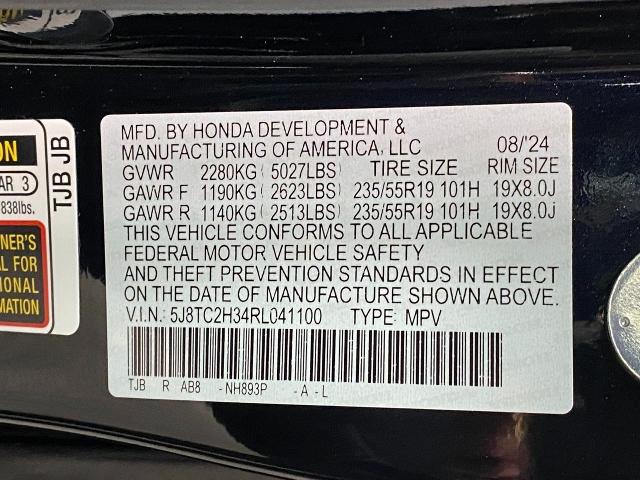 ON
AR 3
838lbs.
NER'S
AL FOR
IONAL
MATION
TJB JB
MFD. BY HONDA DEVELOPMENT &
MANUFACTURING OF AMERICA, LLC 08/'24
GVWR 2280KG(5027LBS) TIRE SIZE RIM SIZE
GAWR F 1190KG(2623LBS) 235/55R19 101H 19X8.0J
GAWR R 1140KG(2513LBS) 235/55R19 101H 19X8.0J
THIS VEHICLE CONFORMS TO ALL APPLICABLE
FEDERAL MOTOR VEHICLE SAFETY
AND THEFT PREVENTION STANDARDS IN EFFECT
ON THE DATE OF MANUFACTURE SHOWN ABOVE.
V.I.N.: 5J8TC2H34RL041100 TYPE: MPV
TJB R AB8 -NH893P -A-L